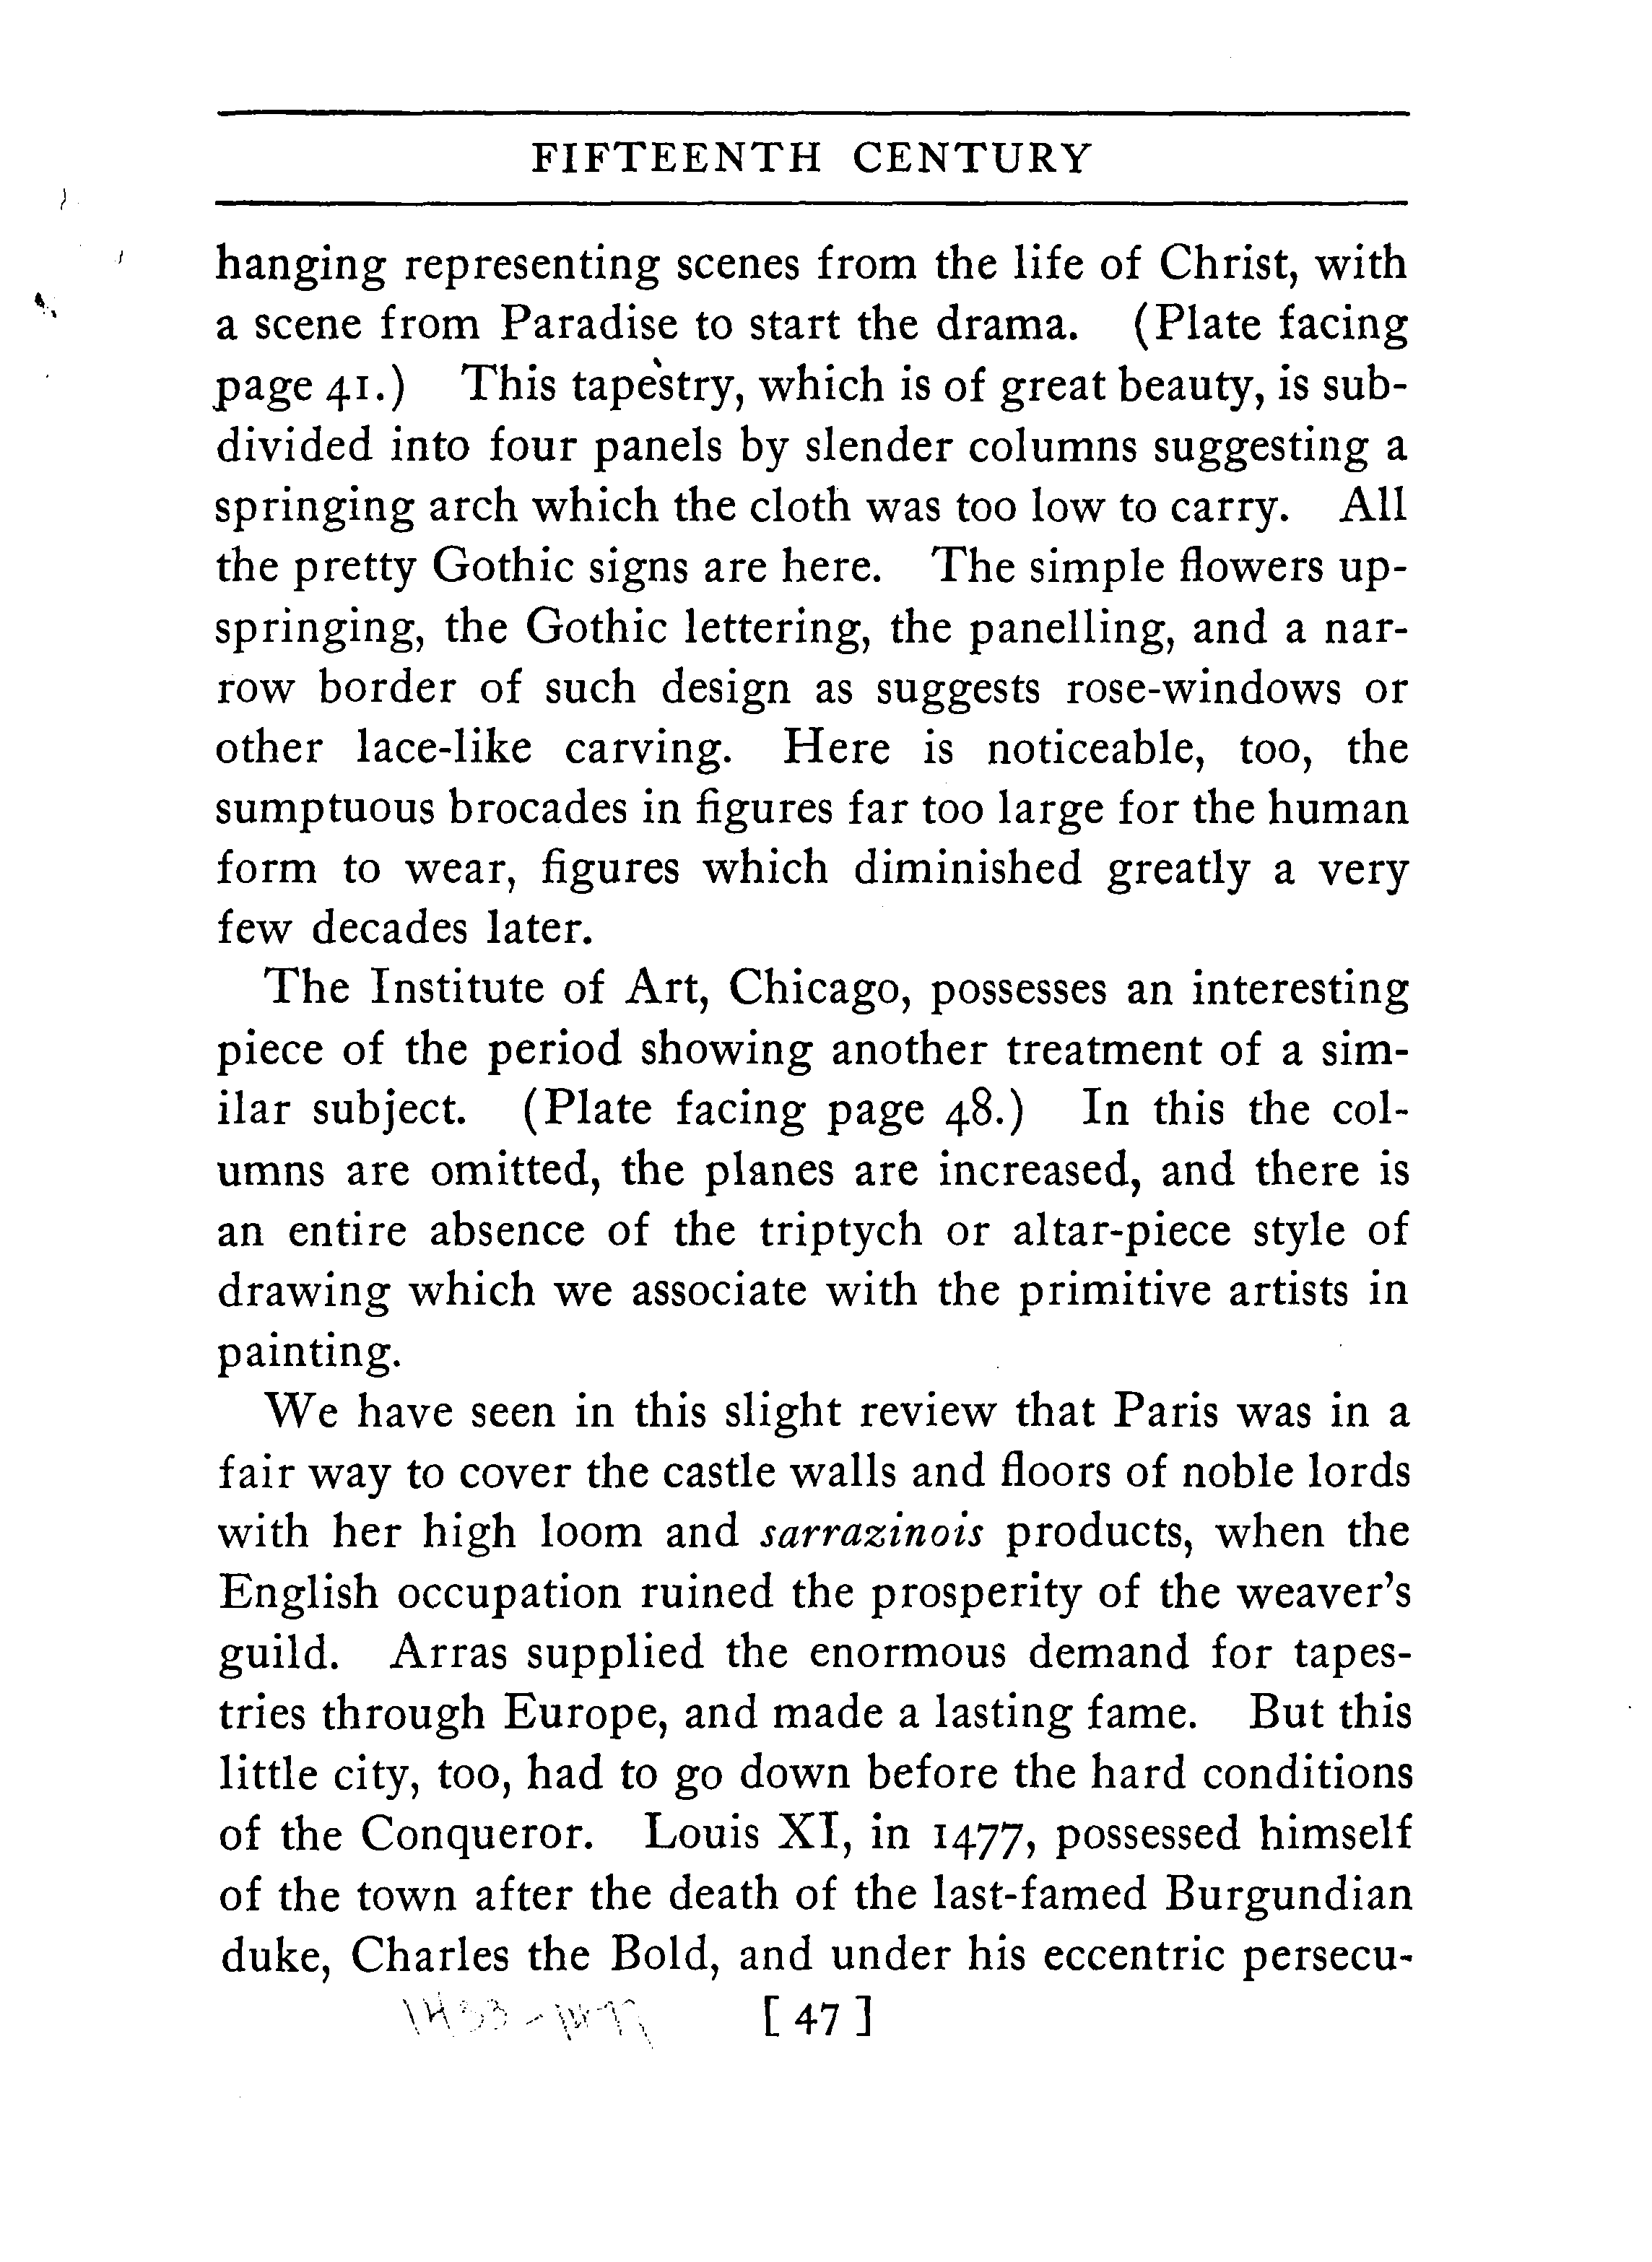 FIFTEENTH CENTURY
hanging representing scenes from the life of Christ, with
a scene from Paradise to start the drama. (Plate facing
page 41.) This tapestry, which is of great beauty, is sub-
divided into four panels by slender columns suggesting a
springing arch which the cloth was too low to carry. All
the pretty Gothic signs are here. The simple flowers up-
springing, the Gothic lettering, the panelling, and a nar-
row border of such design as suggests rose-windows or
other lace-like carving. Here is noticeable, too, the
sumptuous brocades in figures far too large for the human
form to wear, figures which diminished greatly a very
few decades later.
The Institute of Art, Chicago, possesses an interesting
piece of the period showing another treatment of a sim-
ilar subject. (Plate facing page 48.) In this the col-
umns are omitted, the planes are increased, and there is
an entire absence of the triptych or altar-piece style of
drawing which we associate with the primitive artists in
painting.
We have seen in this slight review that Paris was in a
fair way to cover the castle walls and floors of noble lords
with her high loom and sarrazinois products, when the
English occupation ruined the prosperity of the weaver's
guild. Arras supplied the enormous demand for tapes-
tries through Europe, and made a lasting fame. But this
little city, too, had to go down before the hard conditions
of the Conqueror. Louis XI, in 1477, possessed himself
of the town after the death of the last-famed Burgundian
duke, Charles the Bold, and under his eccentric persecu-
[ 47 ]